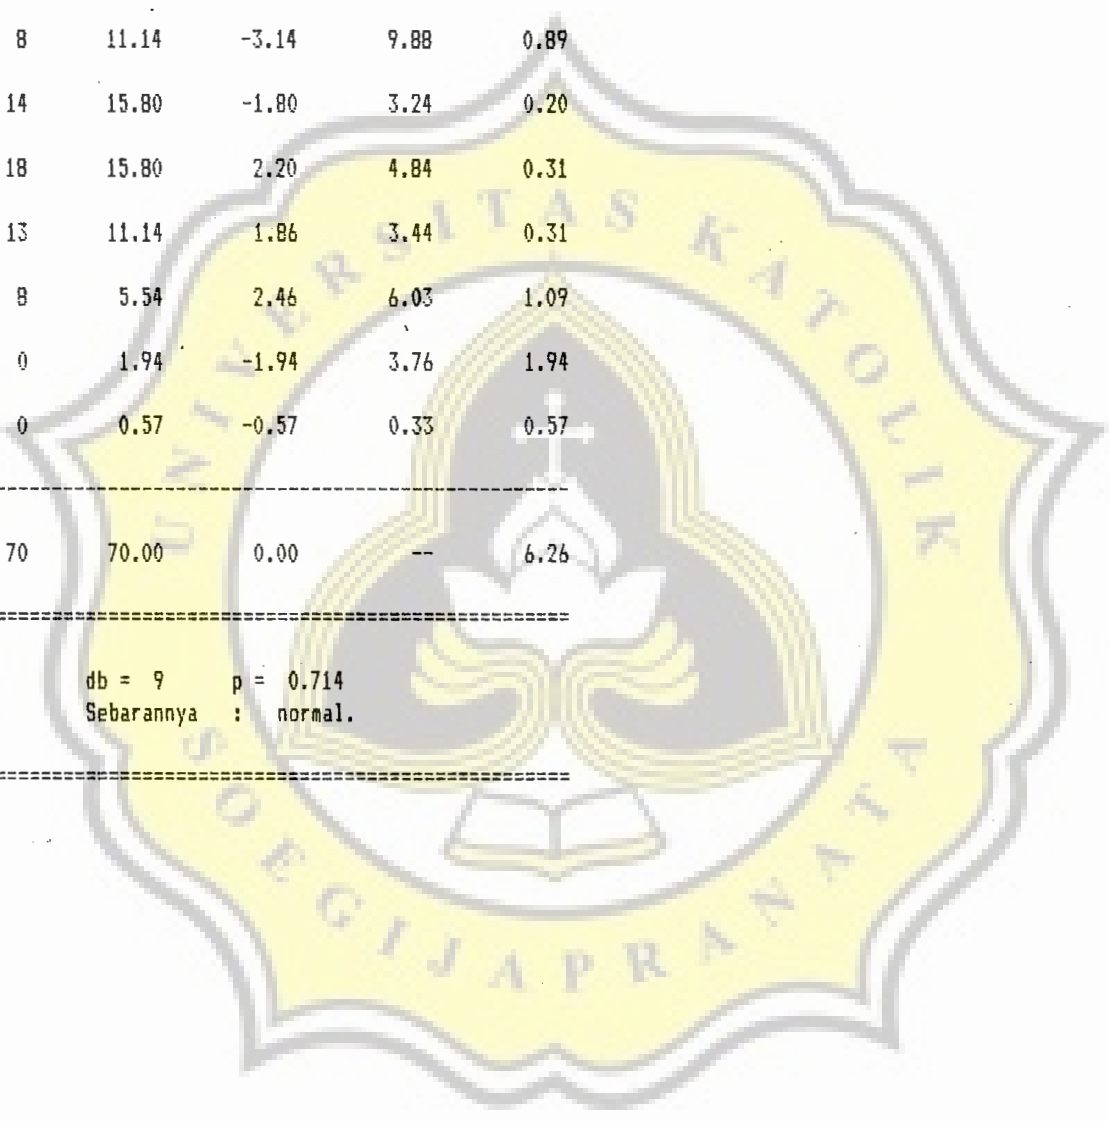 8 11.14 -3.14 9.88 0.89
14 15.80 -1.80 3.24 0.20
18 15.80 2.20 4.84 0.31
13 11.14 1.86 3.44 0.31
8 5.54 2.46 6.03 1.09
0 1.94 -1.94 3.76 1.94
0 0.57 -0.57 0.33 0.57
70 70.00 0.00 -- 6.26
db = 9 p = 0.714
Sebarannya : normal.
UNIVERSITAS KATOLIK
SOEGIJAPRANATA